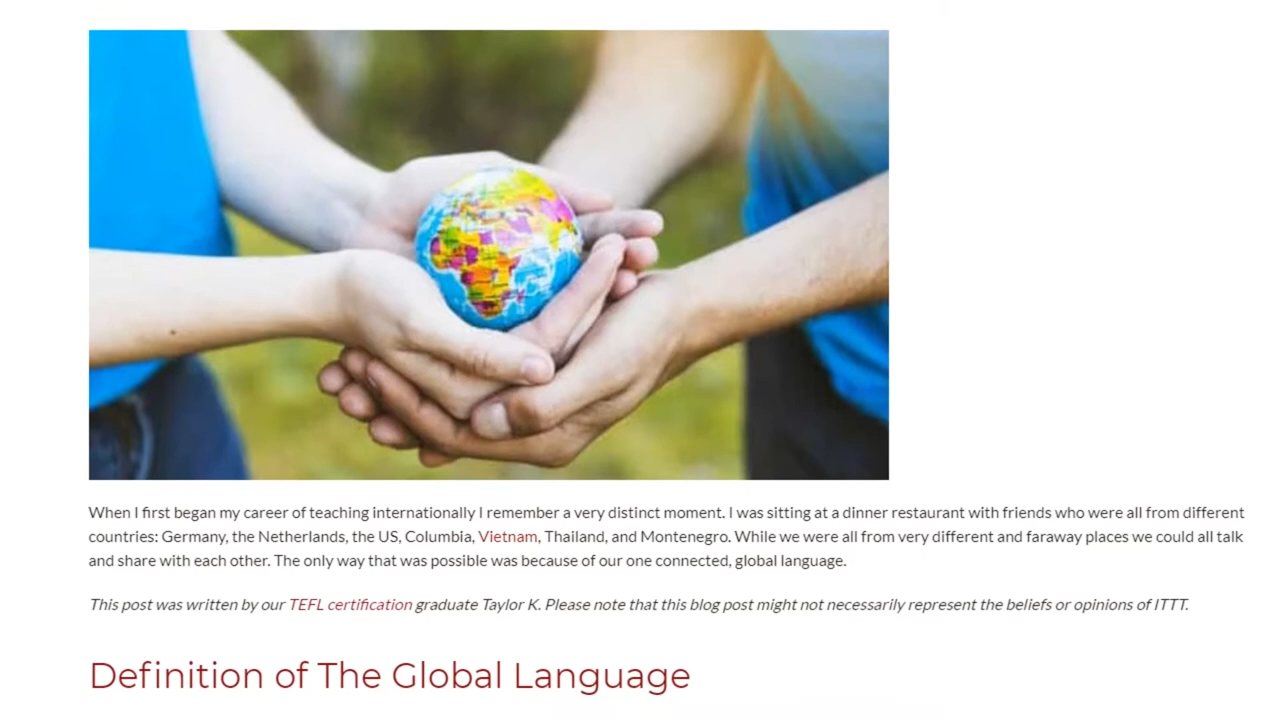 When I first began my career of teaching internationally I remember a very distinct moment. I was sitting at a dinner restaurant with friends who were all from different
countries: Germany, the Netherlands, the US, Columbia, Vietnam, Thailand, and Montenegro. While we were all from very different and faraway places we could all talk
and share with each other. The only way that was possible was because of our one connected, global language.
This post was written by our TEFL certification graduate Taylor K. Please note that this blog post might not necessarily represent the beliefs or opinions of ITTT.
Definition of The Global Language